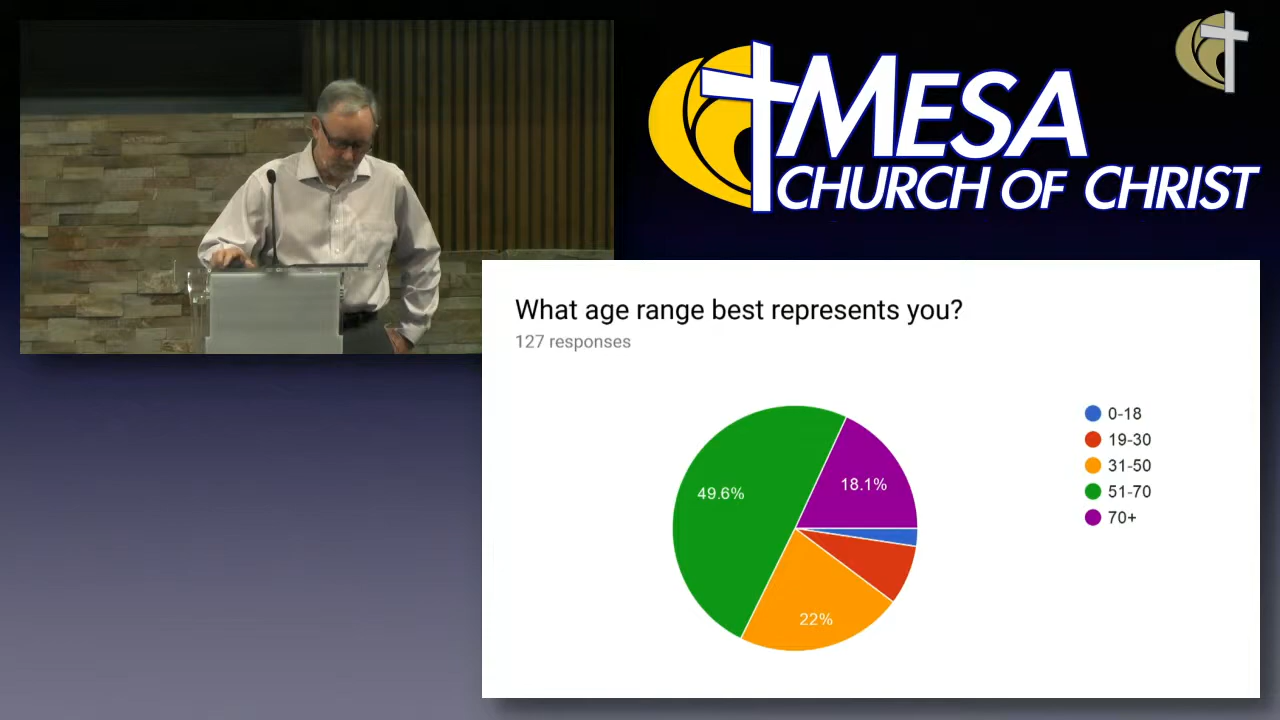 MESA
CHURCH OF CHRIST
What age range best represents you?
127 responses
49.6%
18.1%
22%
0-18
19-30
31-50
51-70
70+